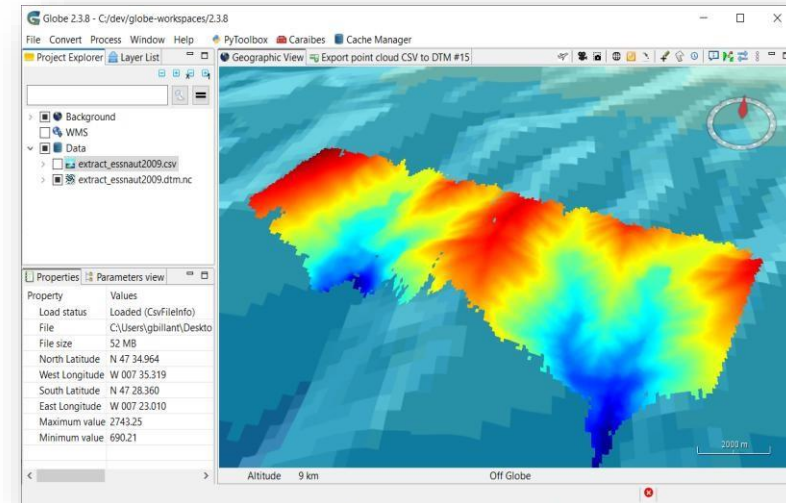 Globe 2.3.8 - C:/dev/globe-workspaces/2.3.8
File Convert Process Window Help PyToolbox Caraibes Cache Manager
Project Explorer Layer List
Geographic View Export point cloud CSV to DTM #15
Background
WMS
Data
extract_essnaut2009.csv
extract_essnaut2009.dtm.nc
Properties Parameters view
Property Values
Load status Loaded (CsvFileInfo)
File C:\Users\gbillant\Deskto
File size 52 MB
North Latitude N 47 34.964
West Longitude W 007 35.319
South Latitude N 47 28.360
East Longitude W 007 23.010
Maximum value 2743.25
Minimum value 690.21
2000 m
Altitude 9 km Off Globe